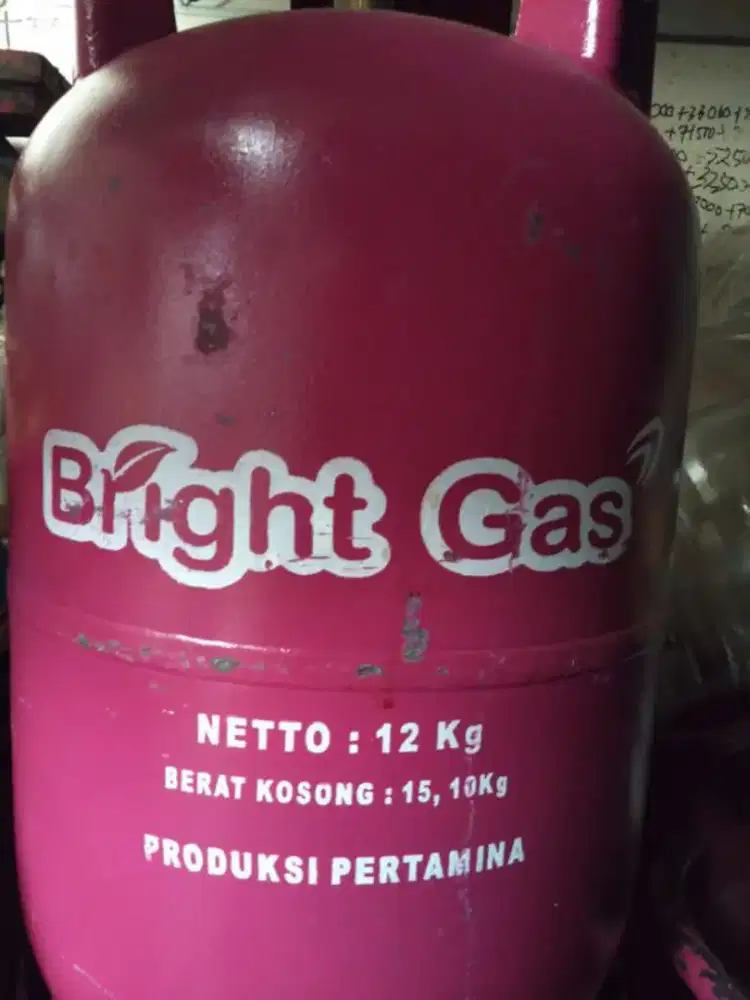 Bright Gas
NETTO : 12 Kg
BERAT KOSONG : 15, 10Kg
PRODUKSI PERTAMINA